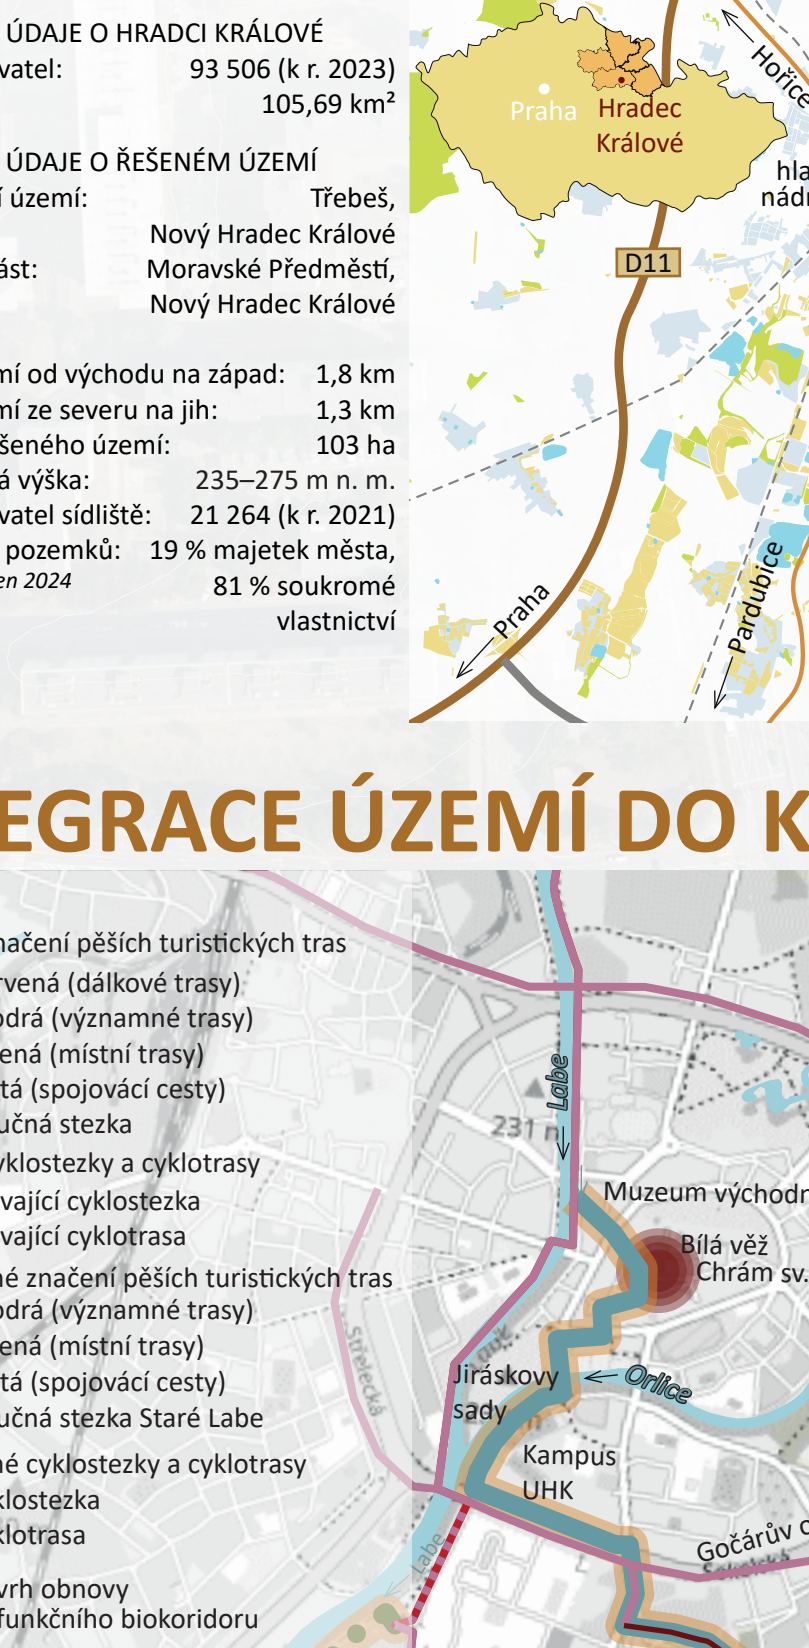 ÚDAJE O HRADCI KRÁLOVÉ
vatel: 93 506 (k r. 2023)
105,69 km²
ÚDAJE O ŘEŠENÉM ÚZEMÍ
í území: Třebeš,
Nový Hradec Králové
ást: Moravské Předměstí,
Nový Hradec Králové
mí od východu na západ: 1,8 km
mí ze severu na jih: 1,3 km
šeného území: 103 ha
á výška: 235–275 m n. m.
vatel sídliště: 21 264 (k r. 2021)
pozemků: 19 % majetek města,
en 2024
81 % soukromé
vlastnictví
Hořice
Praha
Hradec
Králové
hla
nádr
D11
Praha
Pardubice
EGRACE ÚZEMÍ DO K
načení pěších turistických tras
rvená (dálkové trasy)
odrá (významné trasy)
ená (místní trasy)
tá (spojovácí cesty)
učná stezka
yklostezky a cyklotrasy
vající cyklostezka
vající cyklotrasa
né značení pěších turistických tras
odrá (významné trasy)
ená (místní trasy)
tá (spojovácí cesty)
učná stezka Staré Labe
né cyklostezky a cyklotrasy
klostezka
klotrasa
vrh obnovy
funkčního biokoridoru
Labe
231 n
Muzeum východn
Bílá věž
Chrám sv.
Střelecká
Jiráskovy
sady
Orlice
Kampus
UHK
Gočárův o
Sokolská
Labe